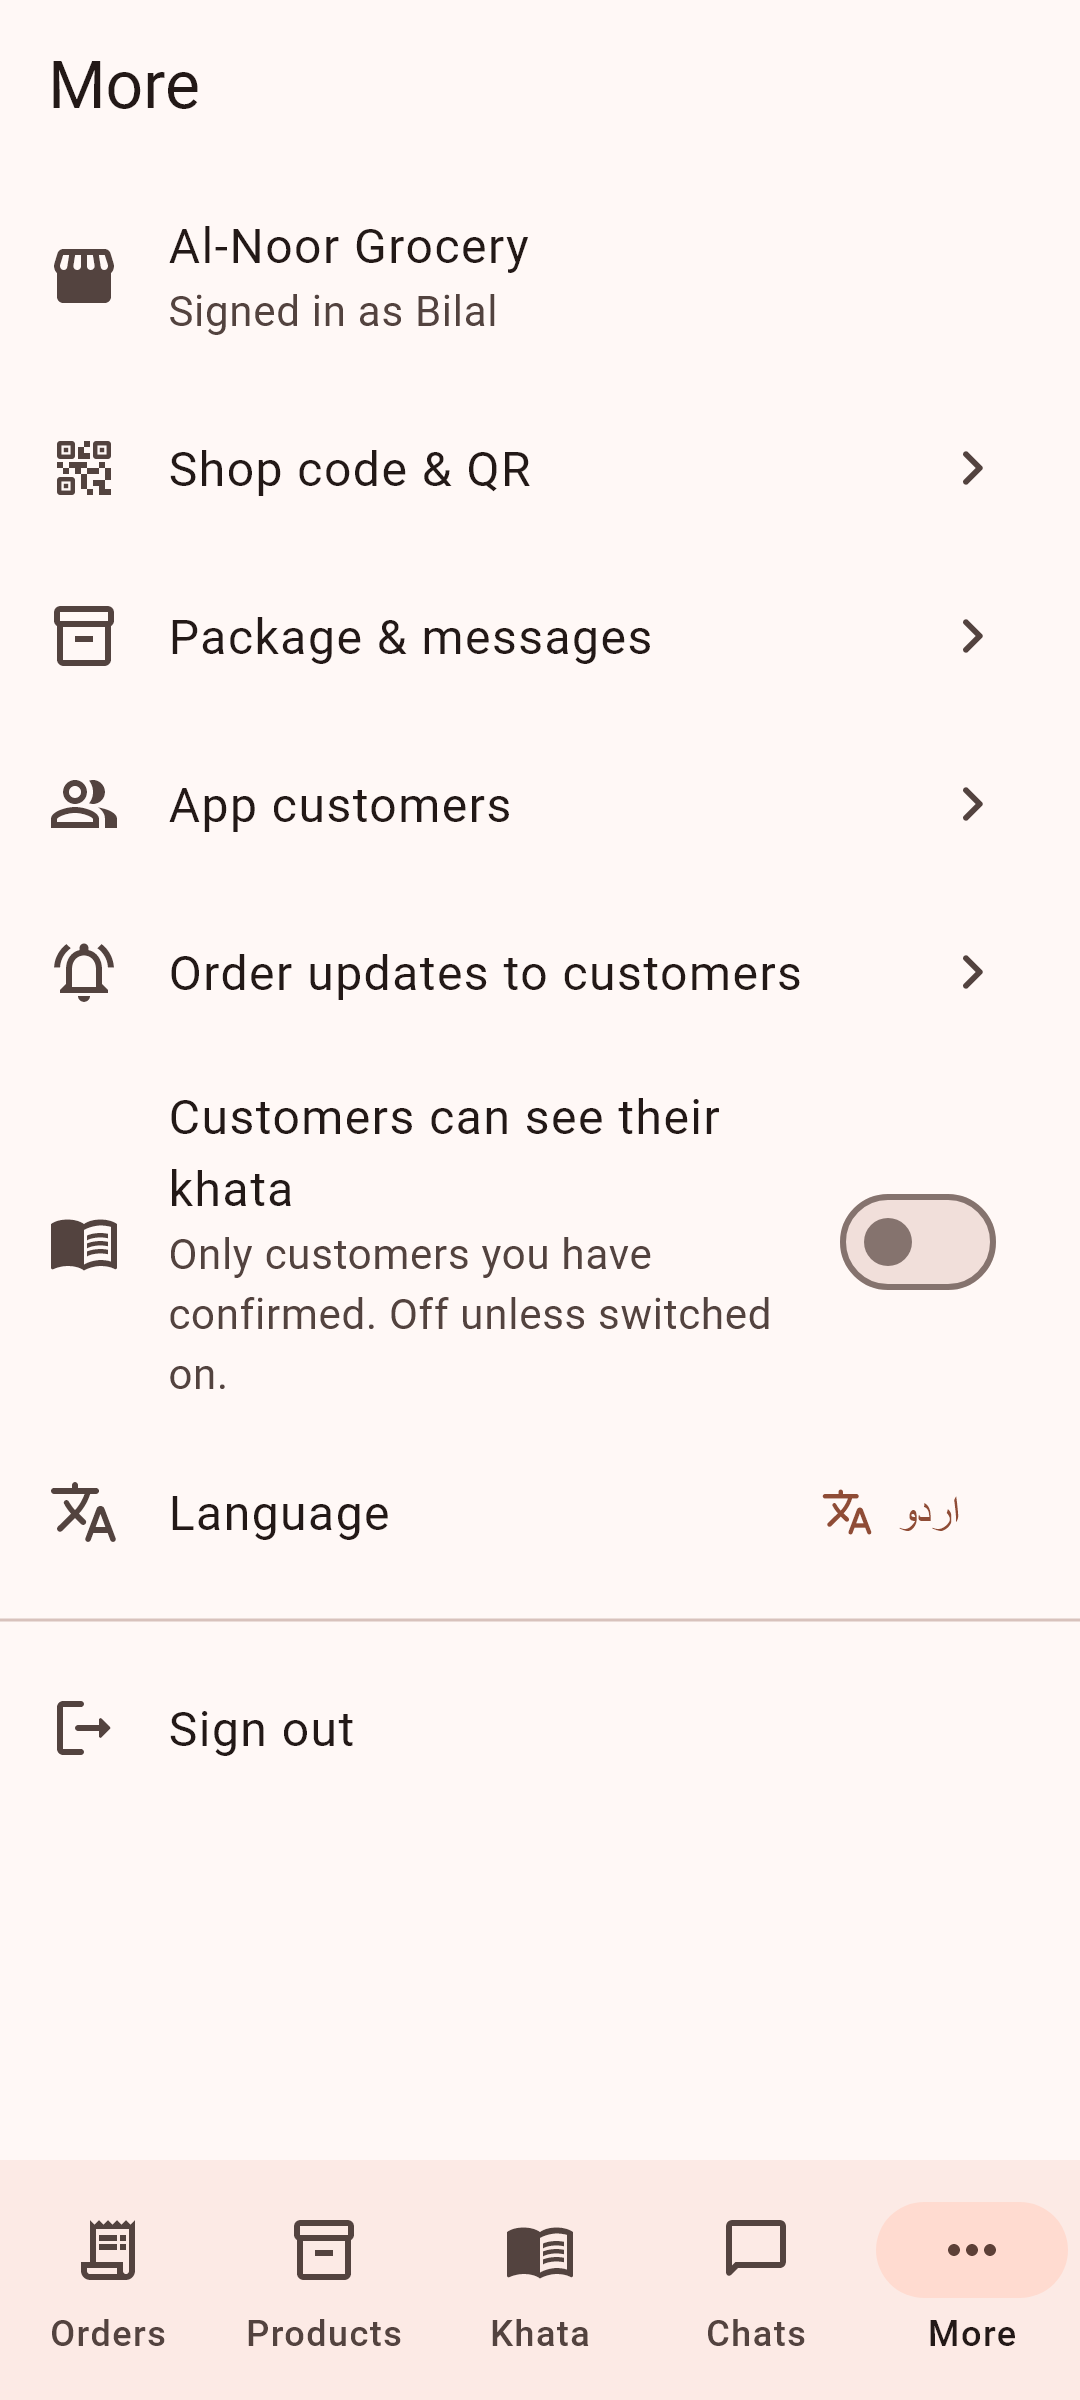 More
Al-Noor Grocery
Signed in as Bilal
Shop code & QR
Package & messages
App customers
Order updates to customers
Customers can see their
khata
Only customers you have
confirmed. Off unless switched
on.
Language
اردو
Sign out
Orders
Products
Khata
Chats
More